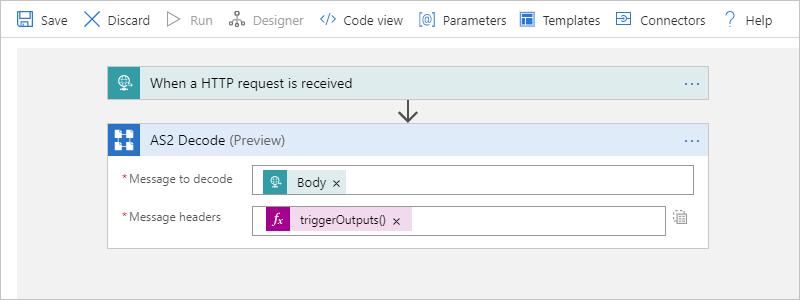 Save Discard Run Designer </> Code view [@] Parameters Templates Connectors ? Help
When a HTTP request is received ...
AS2 Decode (Preview) ...
*Message to decode Body ×
*Message headers fx triggerOutputs() ×